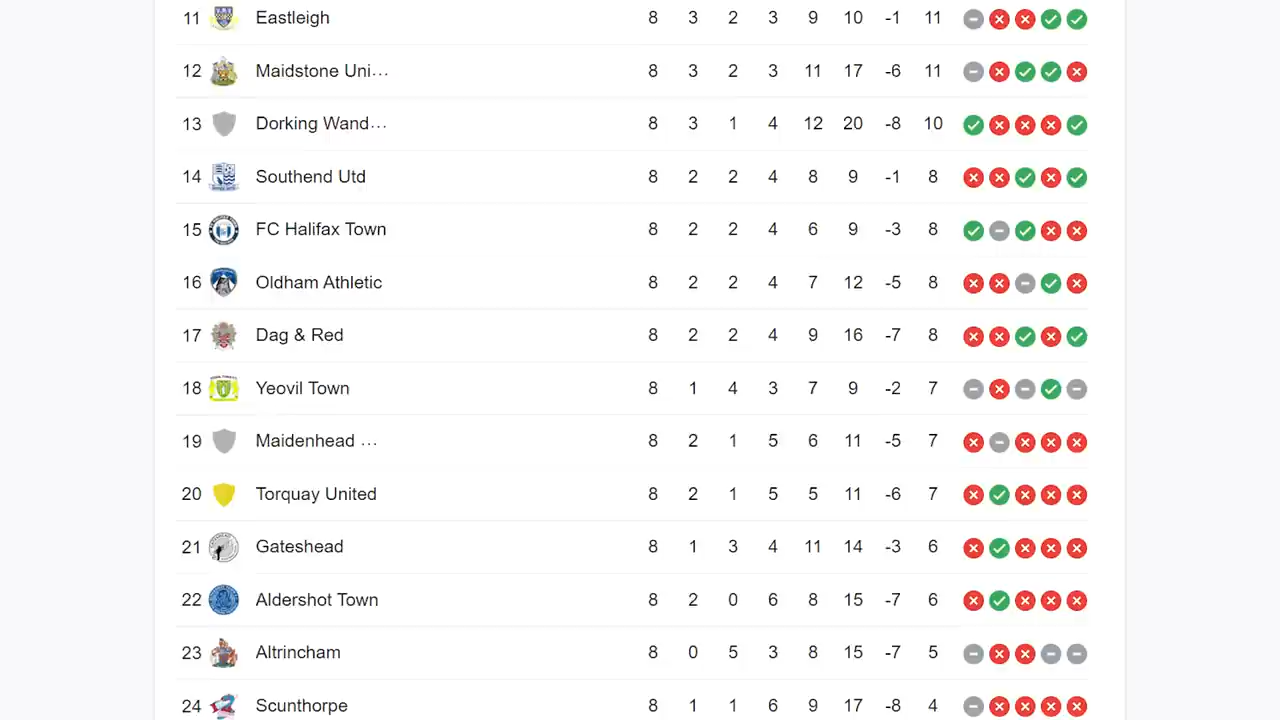 11 Eastleigh 8 3 2 3 9 10 -1 11
12 Maidstone Uni... 8 3 2 3 11 17 -6 11
13 Dorking Wand... 8 3 1 4 12 20 -8 10
14 Southend Utd 8 2 2 4 8 9 -1 8
15 FC Halifax Town 8 2 2 4 6 9 -3 8
16 Oldham Athletic 8 2 2 4 7 12 -5 8
17 Dag & Red 8 2 2 4 9 16 -7 8
18 Yeovil Town 8 1 4 3 7 9 -2 7
19 Maidenhead ... 8 2 1 5 6 11 -5 7
20 Torquay United 8 2 1 5 5 11 -6 7
21 Gateshead 8 1 3 4 11 14 -3 6
22 Aldershot Town 8 2 0 6 8 15 -7 6
23 Altrincham 8 0 5 3 8 15 -7 5
24 Scunthorpe 8 1 1 6 9 17 -8 4